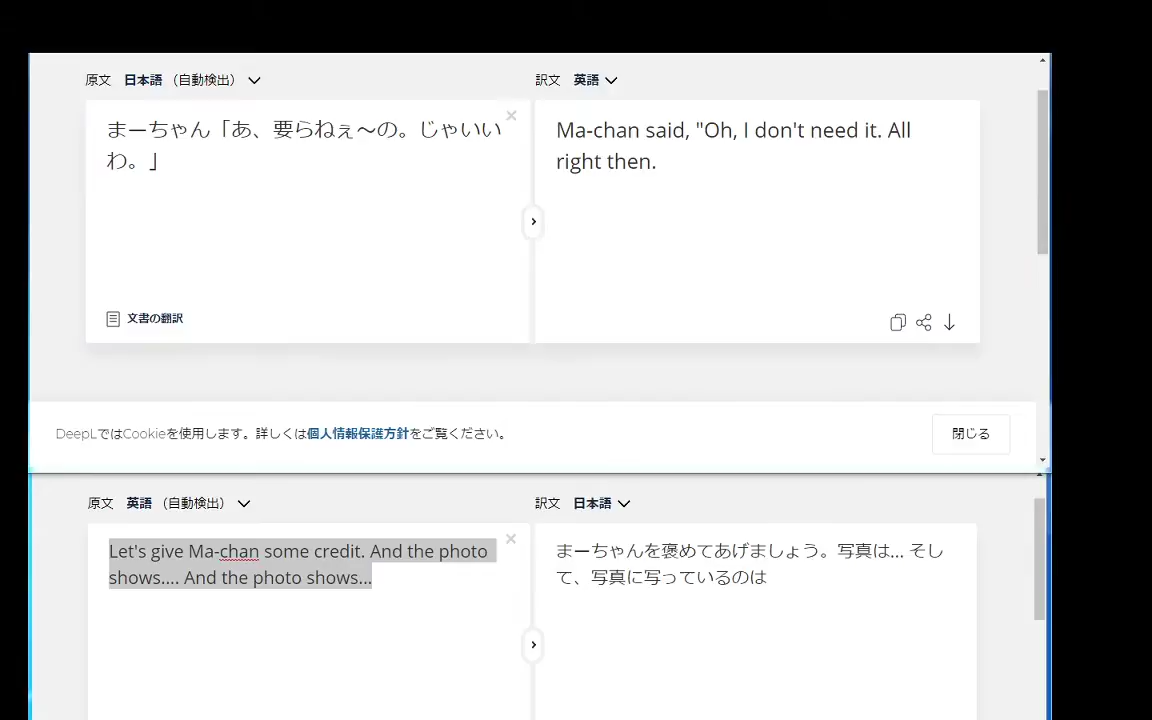 原文 日本語 （自動検出）
訳文 英語
まーちゃん「あ、要らねぇ～の。じゃいい
わ。」
Ma-chan said, "Oh, I don't need it. All
right then.
文書の翻訳
DeepLではCookieを使用します。詳しくは個人情報保護方針をご覧ください。
閉じる
原文 英語 （自動検出）
訳文 日本語
Let's give Ma-chan some credit. And the photo
shows.... And the photo shows...
まーちゃんを褒めてあげましょう。写真は... そし
て、写真に写っているのは